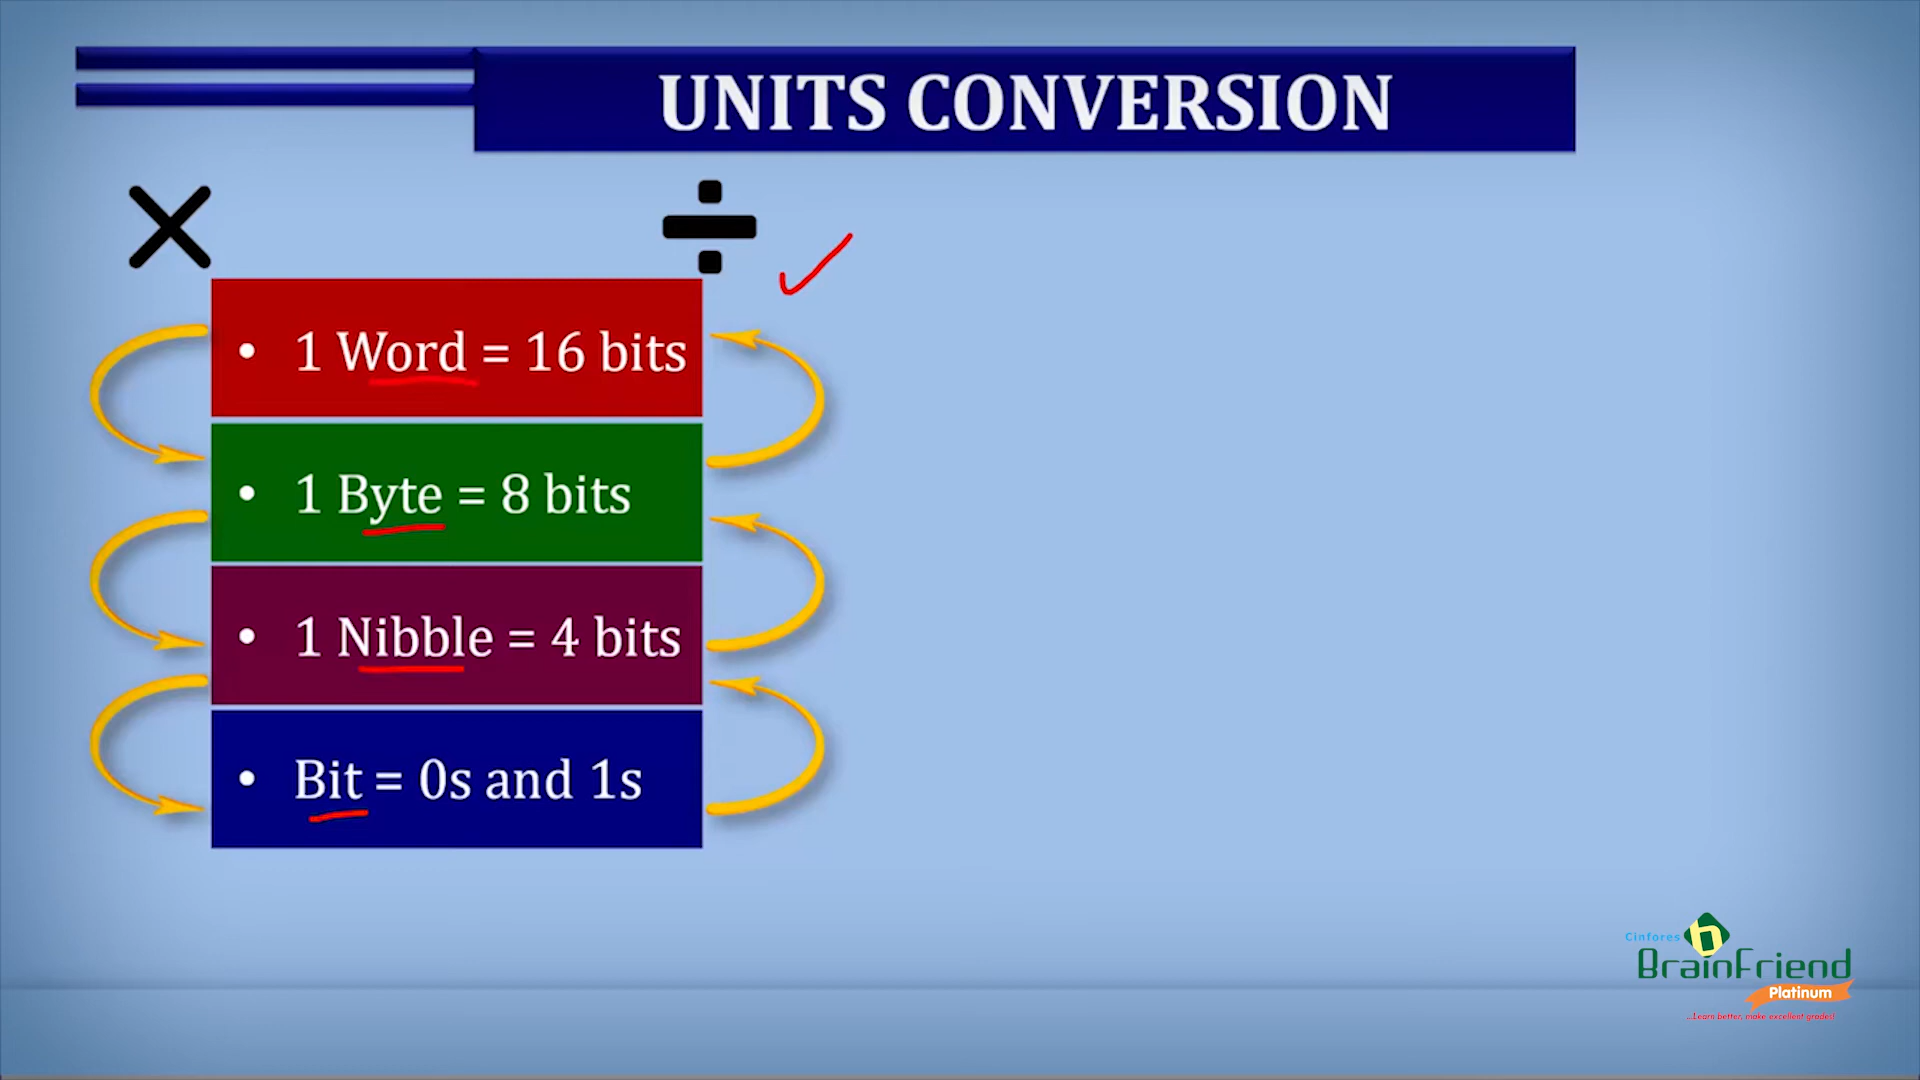 UNITS CONVERSION
× ÷
• 1 Word = 16 bits
• 1 Byte = 8 bits
• 1 Nibble = 4 bits
• Bit = 0s and 1s
Cinfores
BrainFriend
Platinum
...Learn better, make excellent grades!